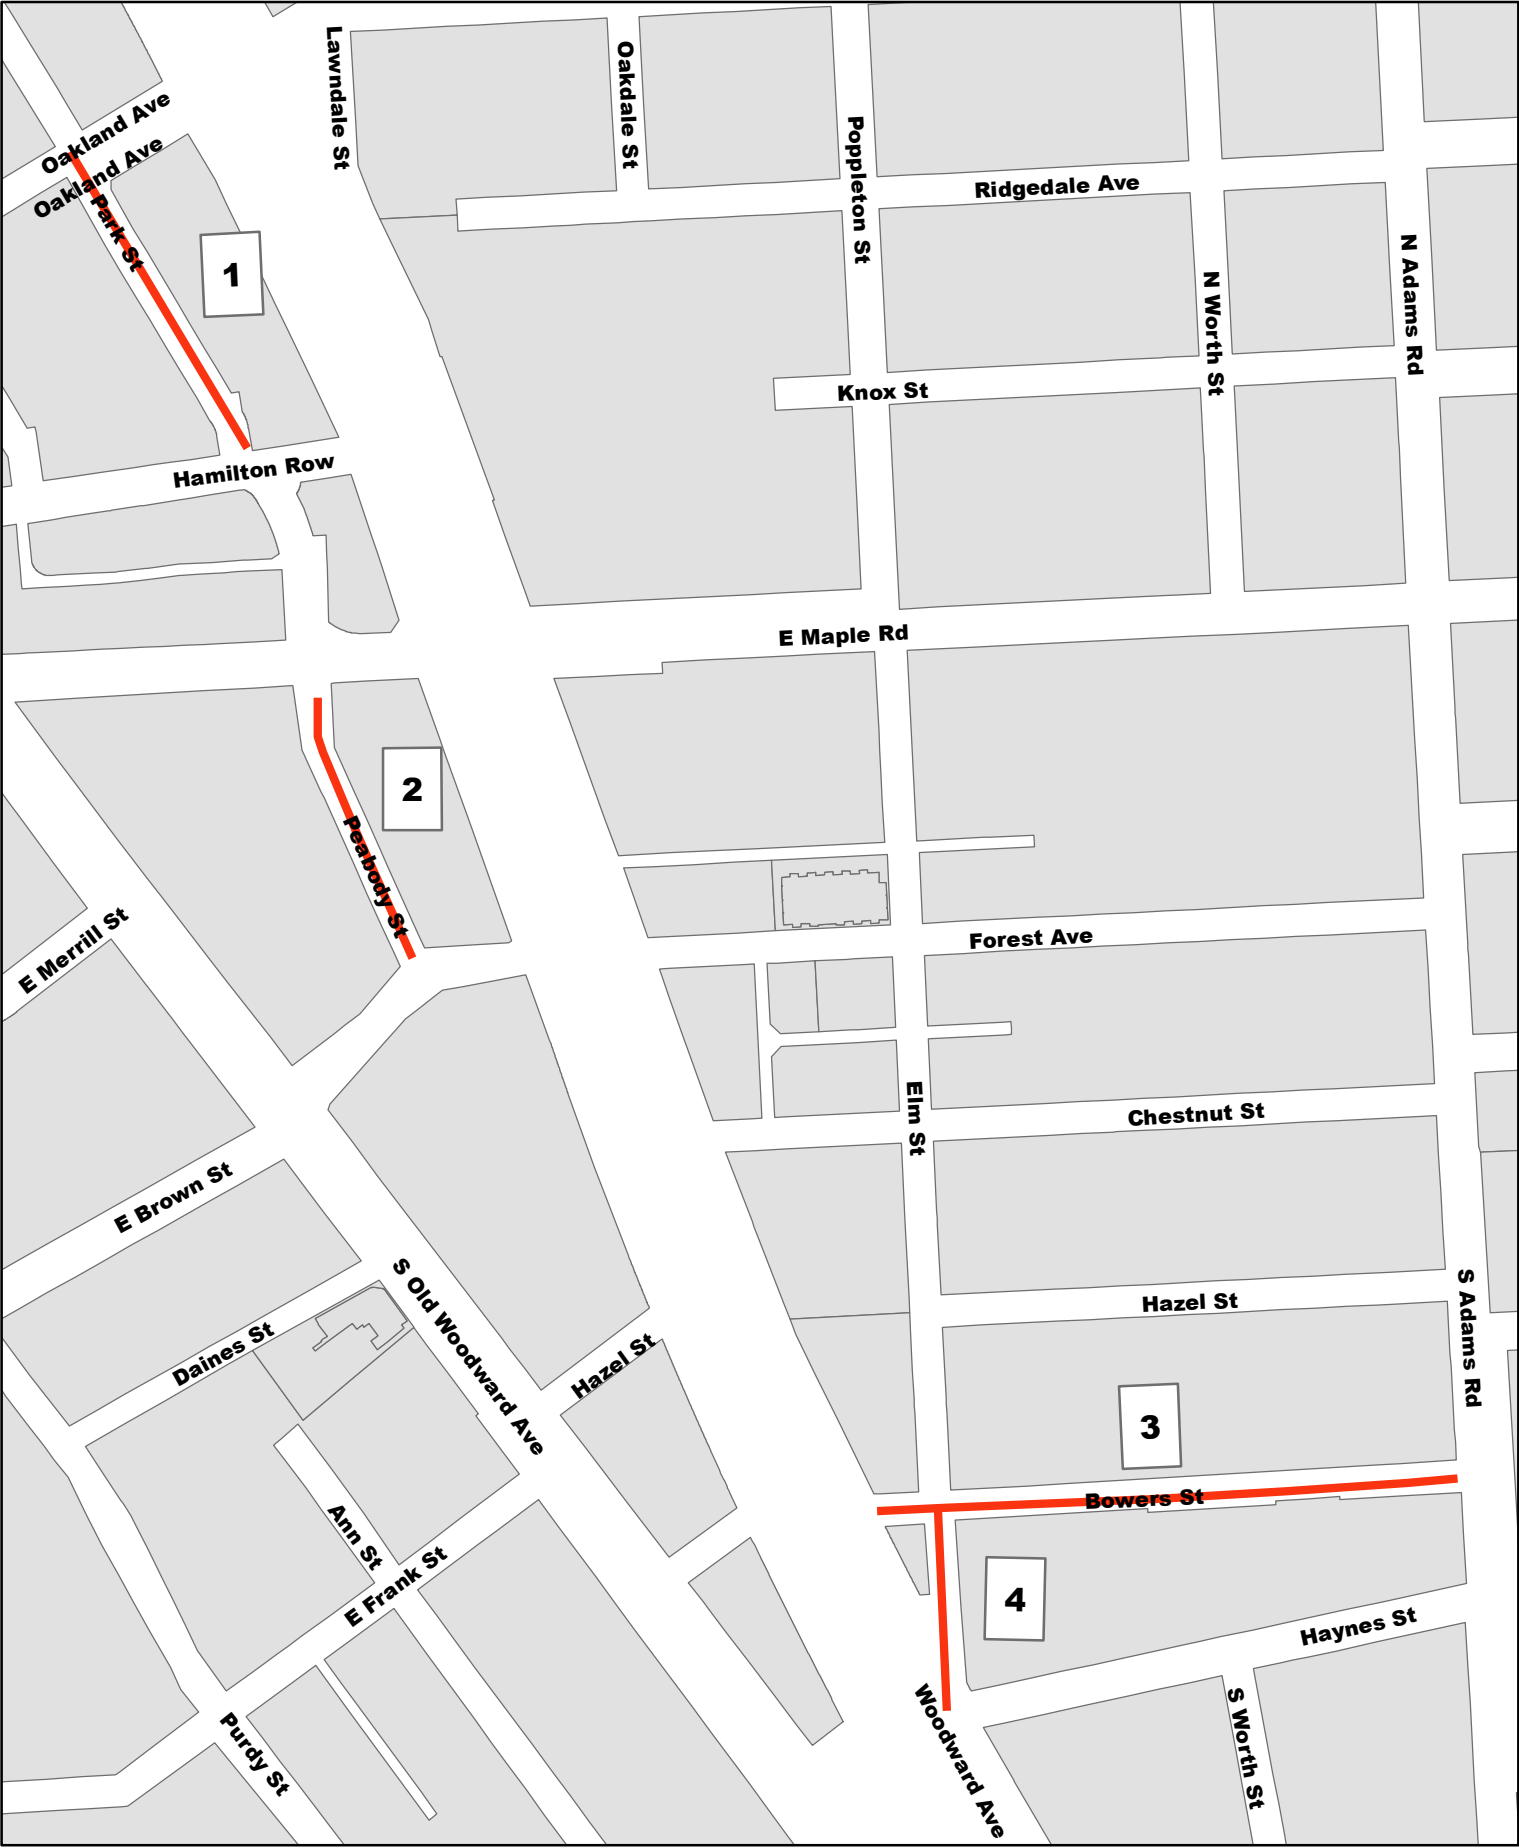 Lawndale St
Oakdale St
Oakland Ave
Oakland Ave
Poppleton St
Ridgedale Ave
Park St
1
N Adams Rd
N Worth St
Knox St
Hamilton Row
E Maple Rd
2
Peabody St
E Merrill St
Forest Ave
Elm St
Chestnut St
E Brown St
S Old Woodward Ave
Hazel St
S Adams Rd
Daines St
Hazel St
3
Bowers St
Ann St
E Frank St
4
Haynes St
Woodward Ave
S Worth St
Purdy St